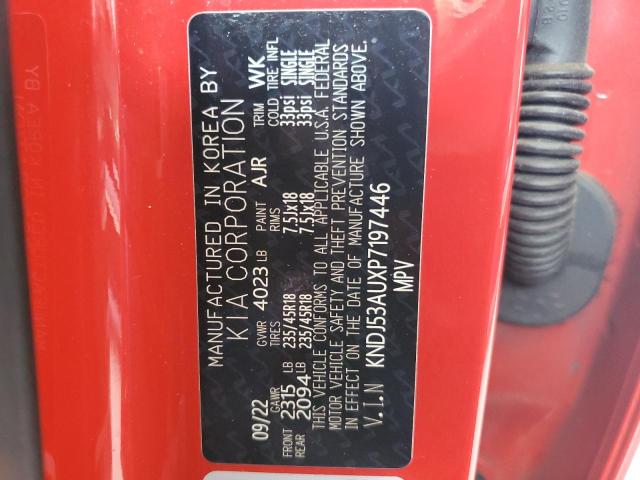 MANUFACTURED IN KOREA BY
KIA CORPORATION
09/22 GVWR 4023 LB PAINT AJR TRIM WK
GAWR TIRES RIMS COLD TIRE INFL
FRONT 2315 LB 235/45R18 7.5Jx18 33psi SINGLE
REAR 2094 LB 235/45R18 7.5Jx18 33psi SINGLE
THIS VEHICLE CONFORMS TO ALL APPLICABLE U.S.A. FEDERAL
MOTOR VEHICLE SAFETY AND THEFT PREVENTION STANDARDS
IN EFFECT ON THE DATE OF MANUFACTURE SHOWN ABOVE.
V.I.N KNDJ53AUXP7197446
MPV